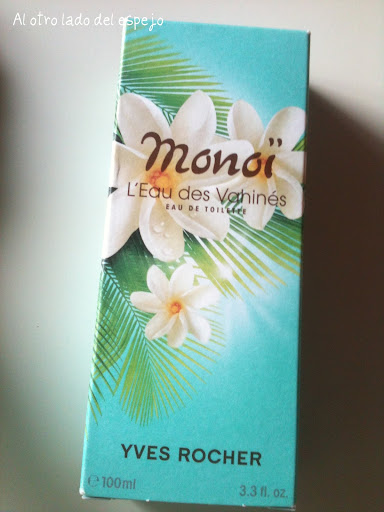 Al otro lado del espejo
Monoï
L'Eau des Vahinés
EAU DE TOILETTE
YVES ROCHER
℮ 100ml
3.3 fl. oz.